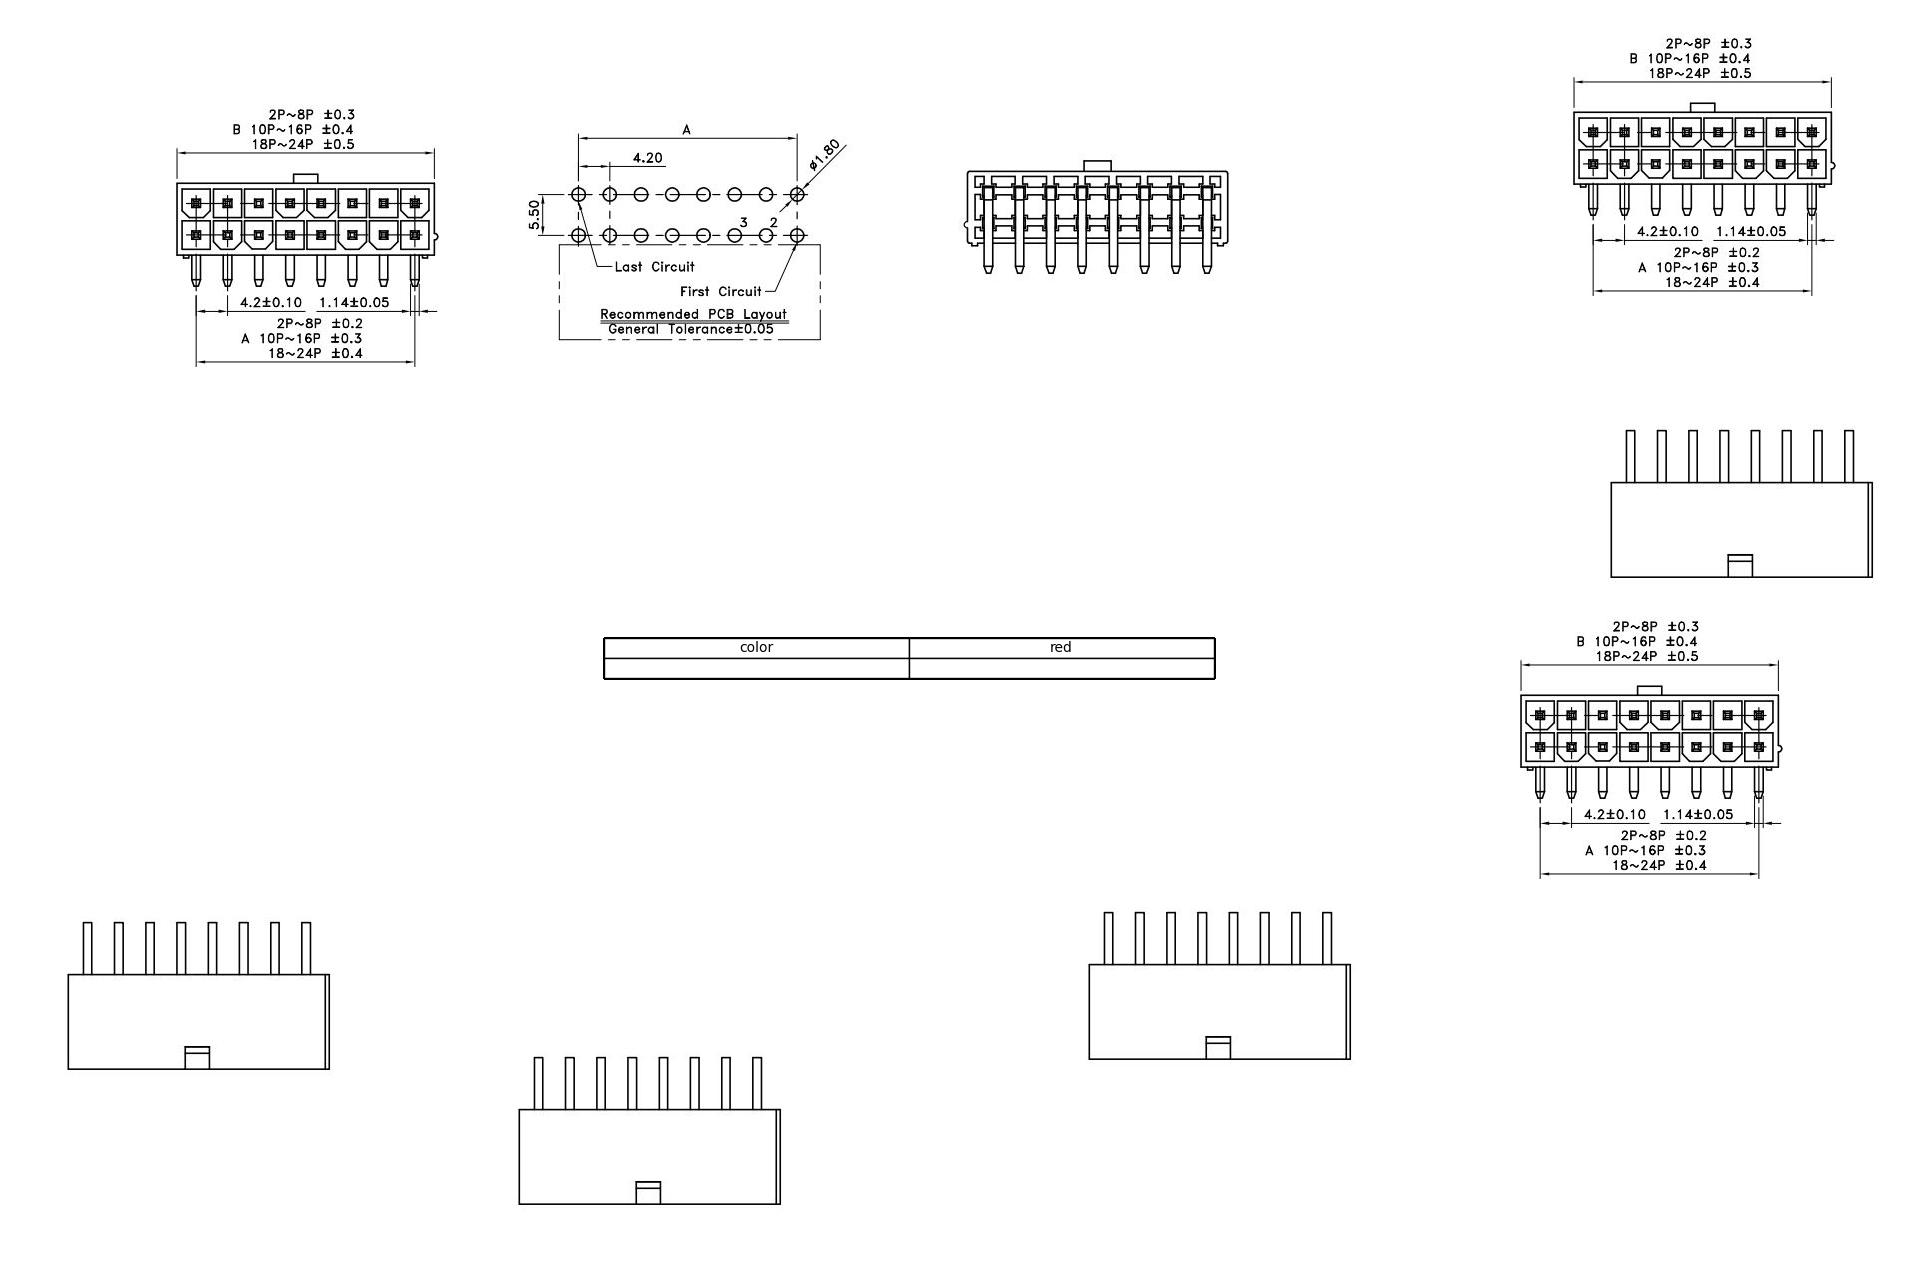 2P~8P ±0.3
B 10P~16P ±0.4
18P~24P ±0.5
4.2±0.10 1.14±0.05
2P~8P ±0.2
A 10P~16P ±0.3
18~24P ±0.4
A
4.20
ø1.80
5.50
3 2
Last Circuit
First Circuit
Recommended PCB Layout
General Tolerance±0.05
2P~8P ±0.3
B 10P~16P ±0.4
18P~24P ±0.5
4.2±0.10 1.14±0.05
2P~8P ±0.2
A 10P~16P ±0.3
18~24P ±0.4
color red
2P~8P ±0.3
B 10P~16P ±0.4
18P~24P ±0.5
4.2±0.10 1.14±0.05
2P~8P ±0.2
A 10P~16P ±0.3
18~24P ±0.4